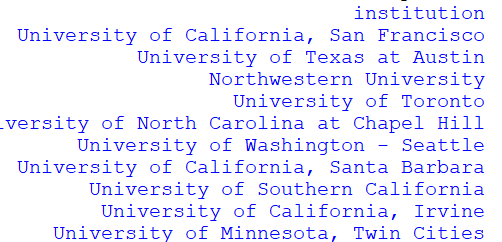 institution
University of California, San Francisco
University of Texas at Austin
Northwestern University
University of Toronto
of North Carolina at Chapel Hill
University of Washington - Seattle
University of California, Santa Barbara
University of Southern California
University of California, Irvine
University of Minnesota, Twin Cities